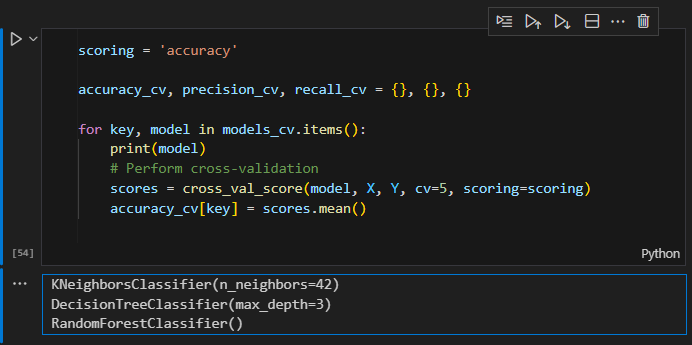 scoring = 'accuracy'
accuracy_cv, precision_cv, recall_cv = {}, {}, {}
for key, model in models_cv.items():
print(model)
# Perform cross-validation
scores = cross_val_score(model, X, Y, cv=5, scoring=scoring)
accuracy_cv[key] = scores.mean()
[54]
Python
KNeighborsClassifier(n_neighbors=42)
DecisionTreeClassifier(max_depth=3)
RandomForestClassifier()